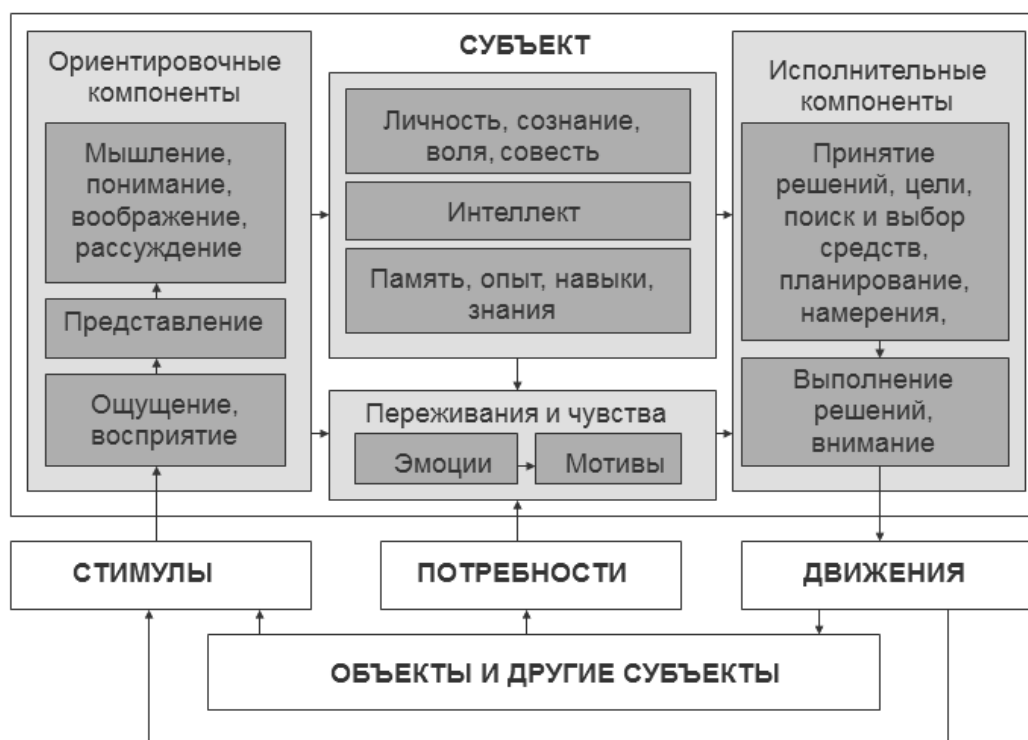 СУБЪЕКТ
Ориентировочные
компоненты
Мышление,
понимание,
воображение,
рассуждение
Представление
Ощущение,
восприятие
Личность, сознание,
воля, совесть
Интеллект
Память, опыт, навыки,
знания
Переживания и чувства
Эмоции
Мотивы
Исполнительные
компоненты
Принятие
решений, цели,
поиск и выбор
средств,
планирование,
намерения,
Выполнение
решений,
внимание
СТИМУЛЫ
ПОТРЕБНОСТИ
ДВИЖЕНИЯ
ОБЪЕКТЫ И ДРУГИЕ СУБЪЕКТЫ